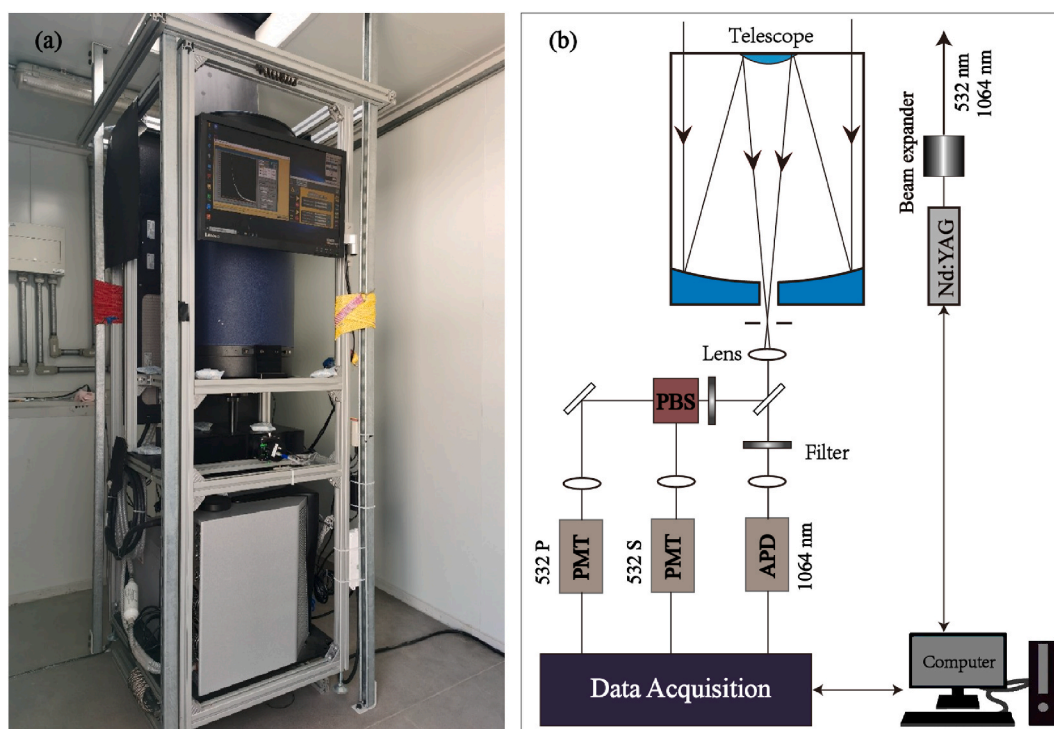 (a)
(b)
Telescope
532 nm
1064 nm
Beam expander
Nd:YAG
Lens
PBS
Filter
532 P
PMT
532 S
PMT
APD
1064 nm
Data Acquisition
Computer